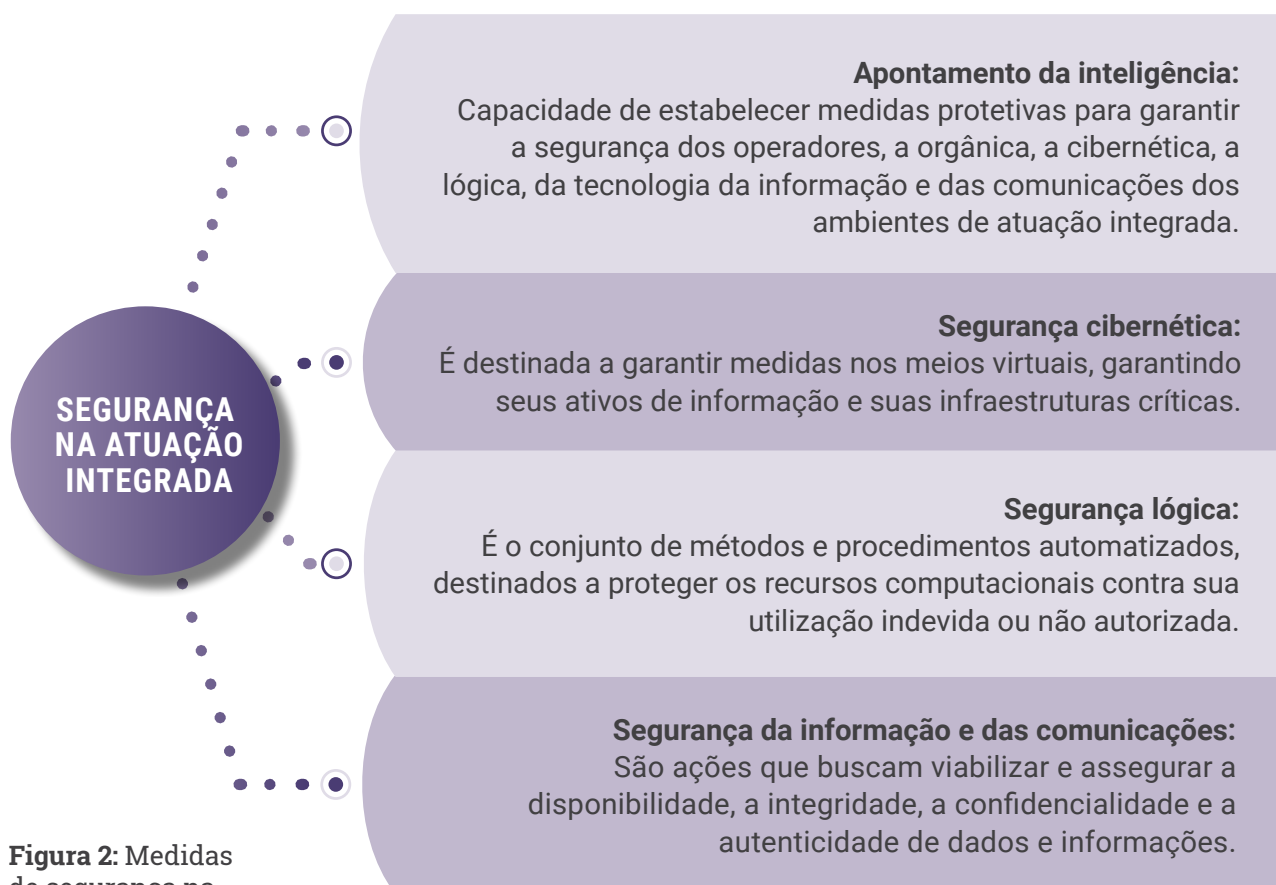 Apontamento da inteligência:
Capacidade de estabelecer medidas protetivas para garantir
a segurança dos operadores, a orgânica, a cibernética, a
lógica, da tecnologia da informação e das comunicações dos
ambientes de atuação integrada.
Segurança cibernética:
É destinada a garantir medidas nos meios virtuais, garantindo
seus ativos de informação e suas infraestruturas críticas.
SEGURANÇA
NA ATUAÇÃO
INTEGRADA
Segurança lógica:
É o conjunto de métodos e procedimentos automatizados,
destinados a proteger os recursos computacionais contra sua
utilização indevida ou não autorizada.
Segurança da informação e das comunicações:
São ações que buscam viabilizar e assegurar a
disponibilidade, a integridade, a confidencialidade e a
autenticidade de dados e informações.
Figura 2: Medidas
de segurança na